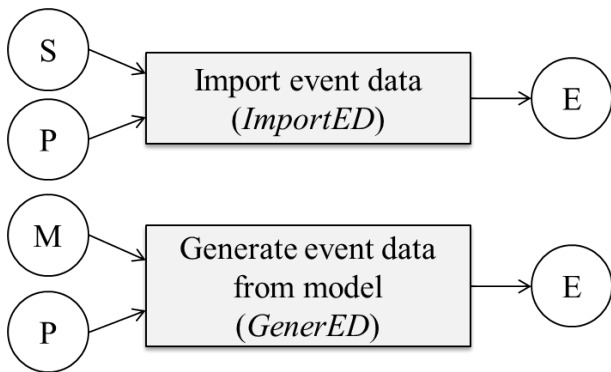 S
P
Import event data
(ImportED)
E
M
P
Generate event data
from model
(GenerED)
E